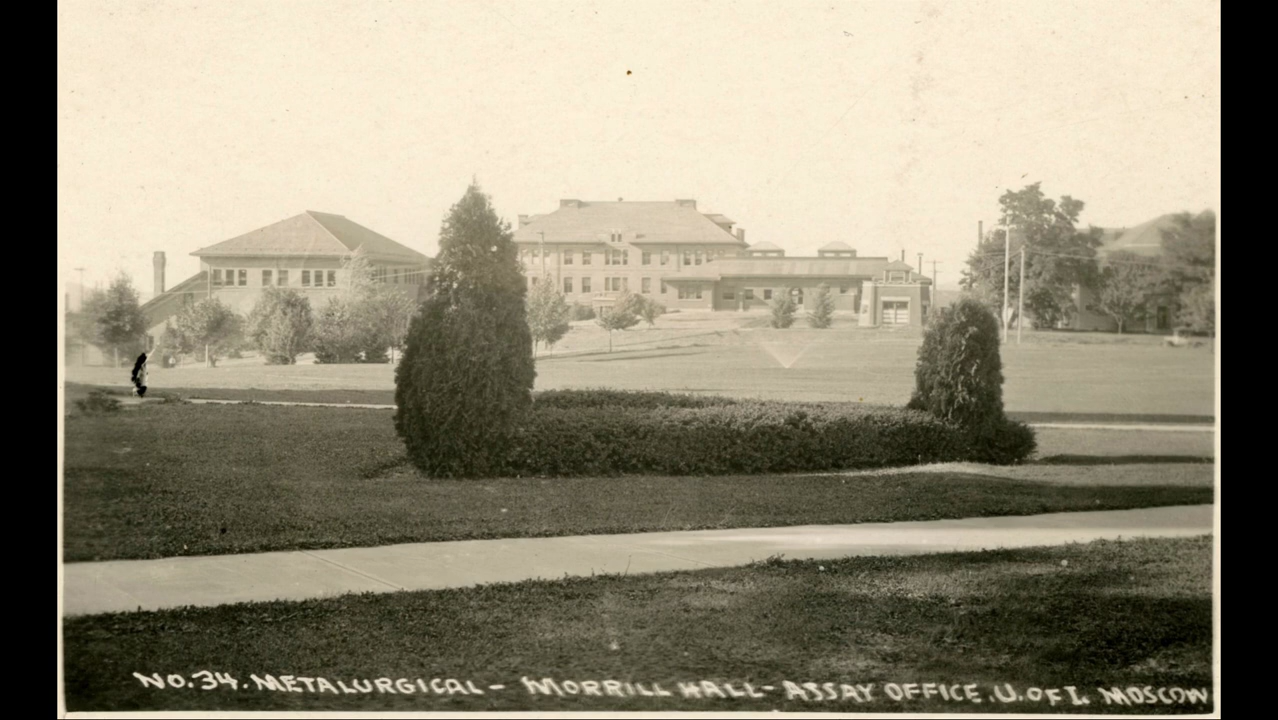 No.34. METALURGICAL - MORRILL HALL - ASSAY OFFICE. U. OF I. MOSCOW